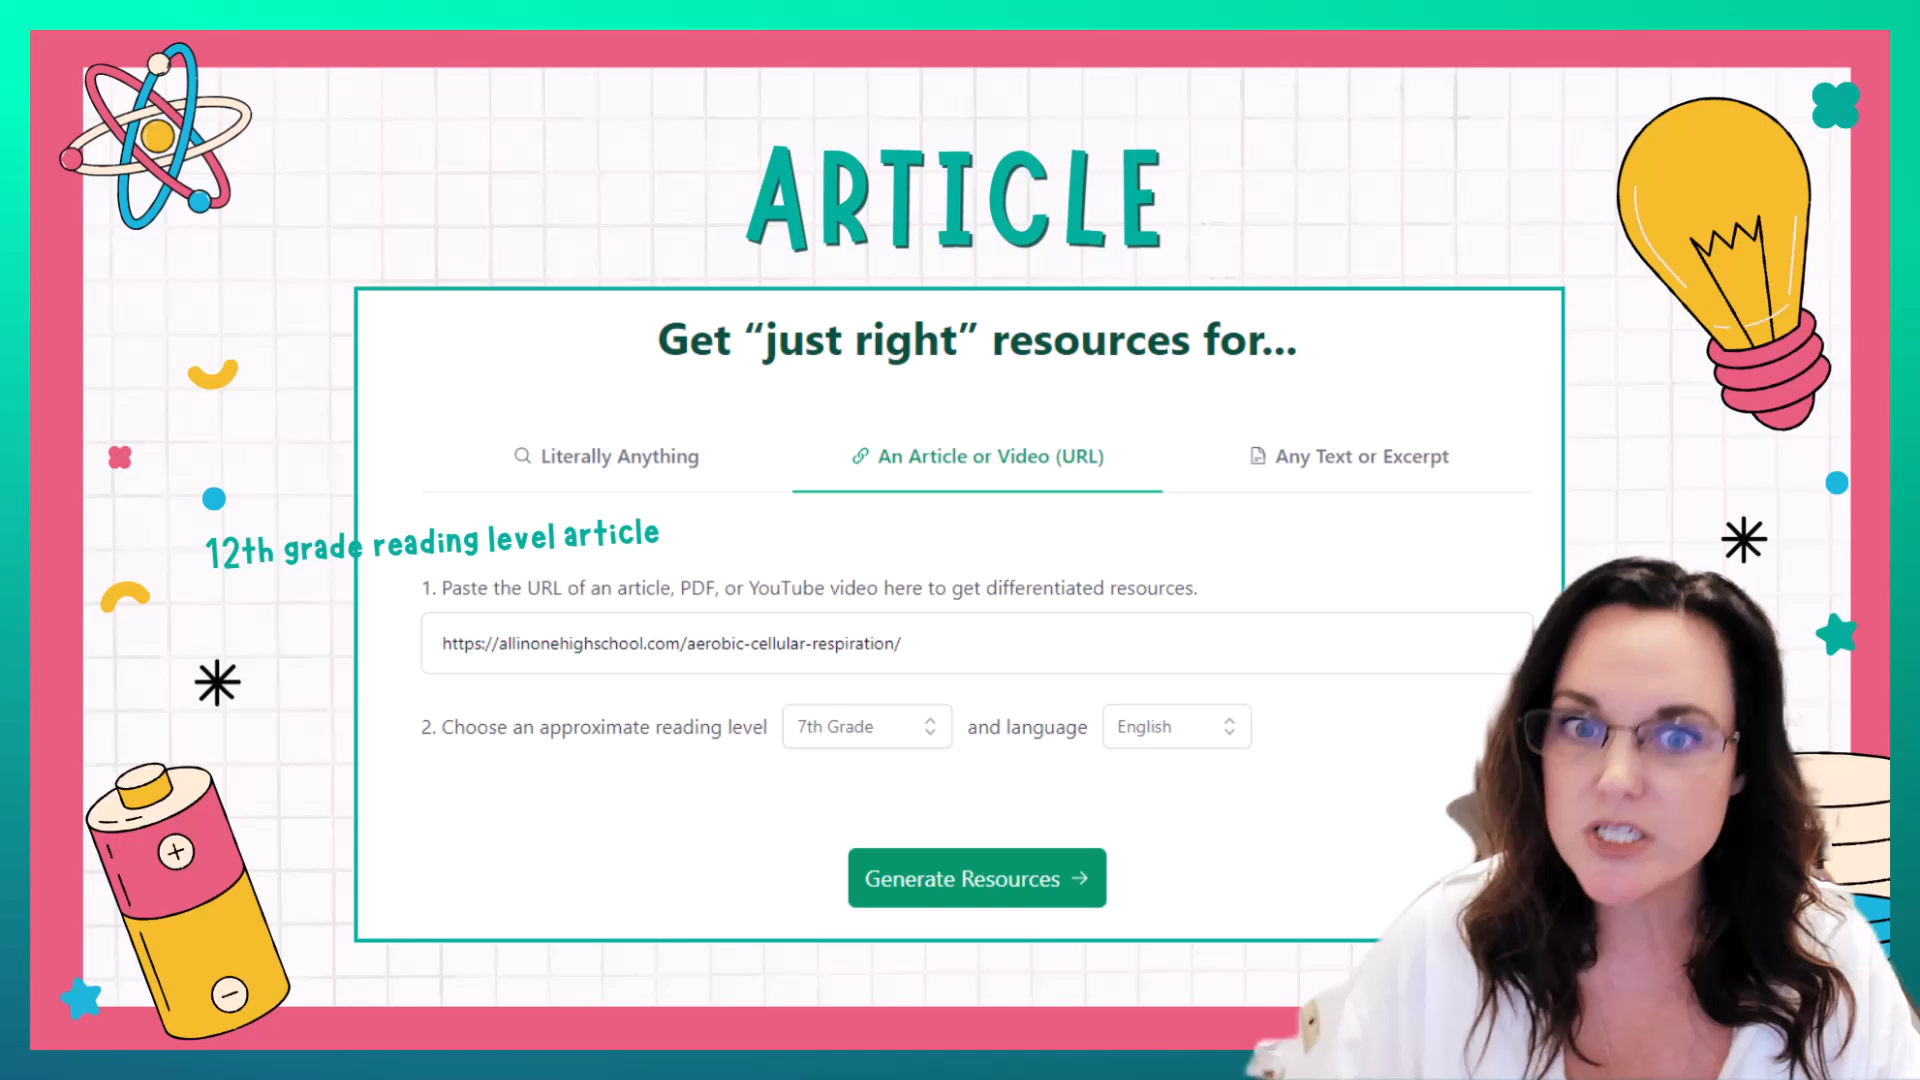 ARTICLE
Get “just right” resources for...
Literally Anything
An Article or Video (URL)
Any Text or Excerpt
12th grade reading level article
1. Paste the URL of an article, PDF, or YouTube video here to get differentiated resources.
https://allinonehighschool.com/aerobic-cellular-respiration/
2. Choose an approximate reading level 7th Grade and language English
Generate Resources →